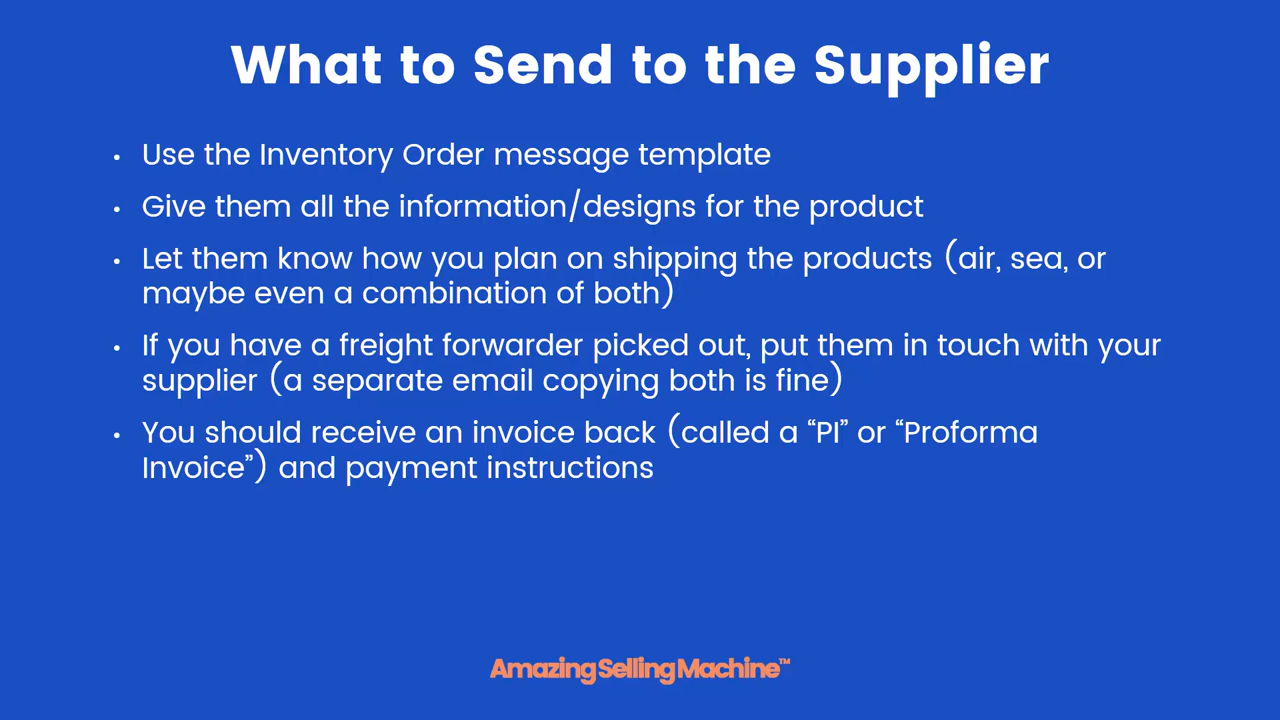 What to Send to the Supplier
• Use the Inventory Order message template
• Give them all the information/designs for the product
• Let them know how you plan on shipping the products (air, sea, or
maybe even a combination of both)
• If you have a freight forwarder picked out, put them in touch with your
supplier (a separate email copying both is fine)
• You should receive an invoice back (called a “PI” or “Proforma
Invoice”) and payment instructions
Amazing Selling Machine™